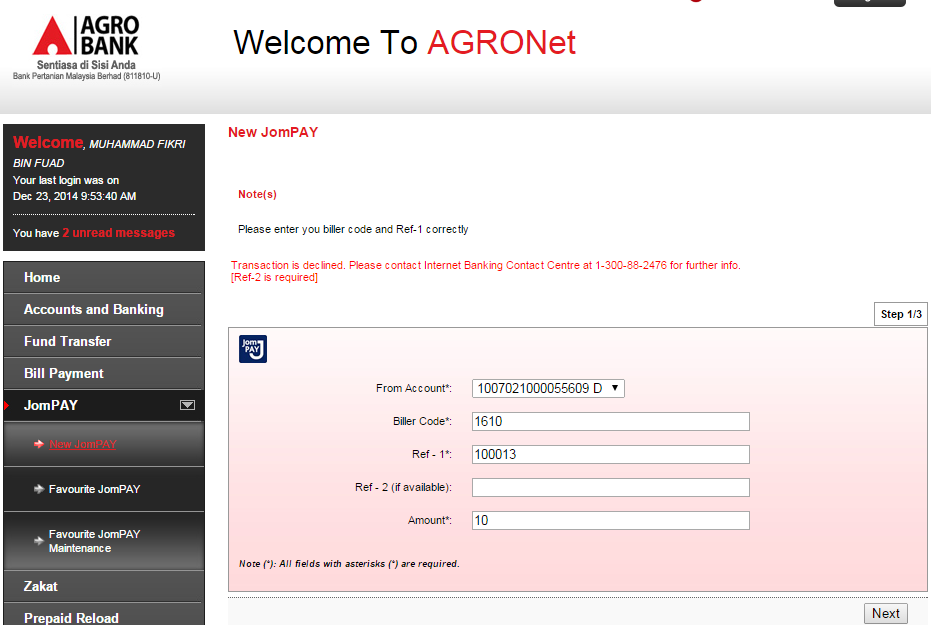 AGRO
BANK
Sentiasa di Sisi Anda
Bank Pertanian Malaysia Berhad (811810-U)
Welcome To AGRONet
Welcome, MUHAMMAD FIKRI
BIN FUAD
Your last login was on
Dec 23, 2014 9:53:40 AM
You have 2 unread messages
Home
Accounts and Banking
Fund Transfer
Bill Payment
JomPAY
New JomPAY
Favourite JomPAY
Favourite JomPAY
Maintenance
Zakat
Prepaid Reload
New JomPAY
Note(s)
Please enter you biller code and Ref-1 correctly
Transaction is declined. Please contact Internet Banking Contact Centre at 1-300-88-2476 for further info.
[Ref-2 is required]
Step 1/3
Jom
PAY
From Account*: 1007021000055609 D
Biller Code*: 1610
Ref - 1*: 100013
Ref - 2 (if available):
Amount*: 10
Note (*): All fields with asterisks (*) are required.
Next